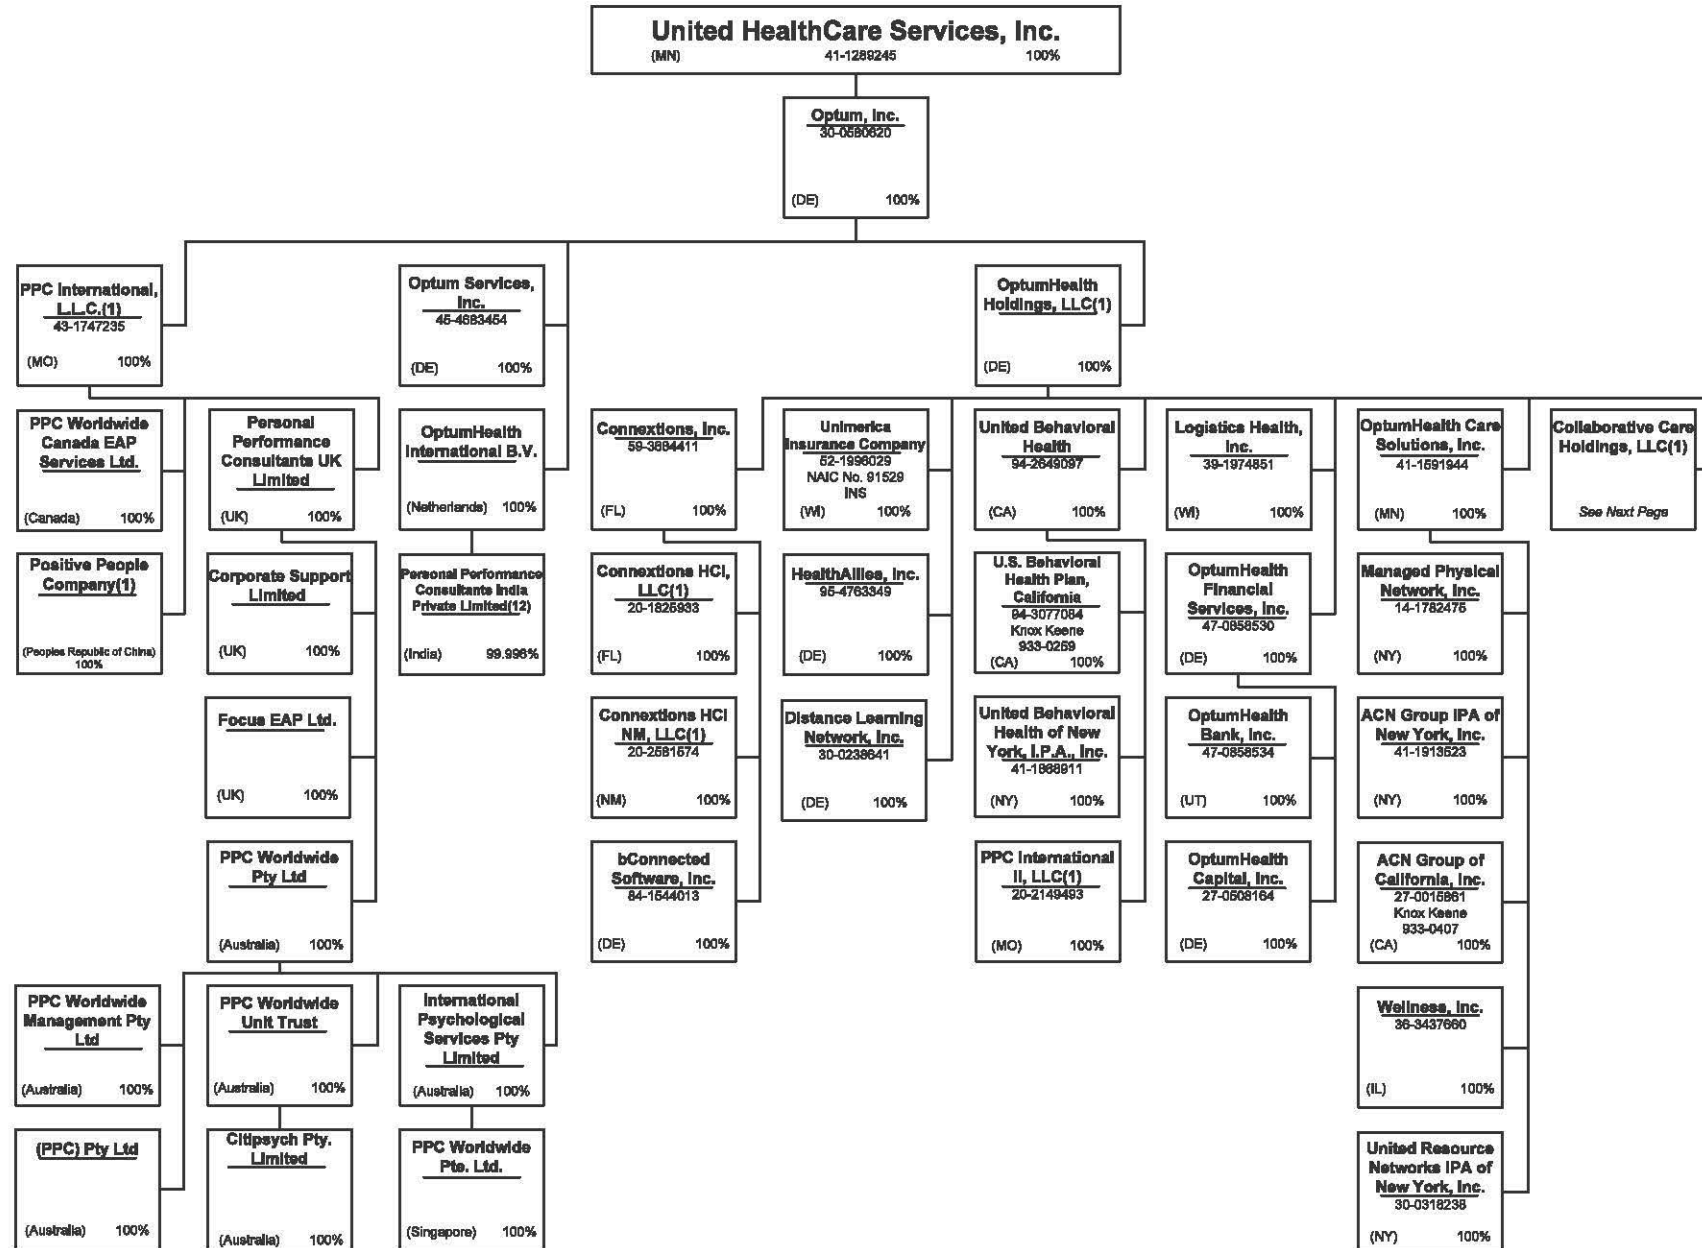 United HealthCare Services, Inc.
(MN) 41-1289245 100%
Optum, Inc.
30-0580620
(DE) 100%
PPC International,
L.L.C.(1)
43-1747235
(MO) 100%
Optum Services,
Inc.
45-4683454
(DE) 100%
OptumHealth
Holdings, LLC(1)
(DE) 100%
PPC Worldwide
Canada EAP
Services Ltd.
(Canada) 100%
Personal
Performance
Consultants UK
Limited
(UK) 100%
OptumHealth
International B.V.
(Netherlands) 100%
Connextions, Inc.
59-3684411
(FL) 100%
Unimerica
Insurance Company
52-1996029
NAIC No. 91529
INS
(WI) 100%
United Behavioral
Health
94-2649097
(CA) 100%
Logistics Health,
Inc.
39-1974851
(WI) 100%
OptumHealth Care
Solutions, Inc.
41-1591944
(MN) 100%
Collaborative Care
Holdings, LLC(1)
See Next Page
Positive People
Company(1)
(Peoples Republic of China)
100%
Corporate Support
Limited
(UK) 100%
Personal Performance
Consultants India
Private Limited(12)
(India) 99.996%
Connextions HCI,
LLC(1)
20-1825933
(FL) 100%
HealthAllies, Inc.
95-4763349
(DE) 100%
U.S. Behavioral
Health Plan,
California
94-3077084
Knox Keene
933-0259
(CA) 100%
OptumHealth
Financial
Services, Inc.
47-0858530
(DE) 100%
Managed Physical
Network, Inc.
14-1782475
(NY) 100%
Focus EAP Ltd.
(UK) 100%
Connextions HCI
NM, LLC(1)
20-2581574
(NM) 100%
Distance Learning
Network, Inc.
30-0238641
(DE) 100%
United Behavioral
Health of New
York, I.P.A., Inc.
41-1868911
(NY) 100%
OptumHealth
Bank, Inc.
47-0858534
(UT) 100%
ACN Group IPA of
New York, Inc.
41-1913523
(NY) 100%
PPC Worldwide
Pty Ltd
(Australia) 100%
bConnected
Software, Inc.
84-1544013
(DE) 100%
PPC International
II, LLC(1)
20-2149493
(MO) 100%
OptumHealth
Capital, Inc.
27-0508164
(DE) 100%
ACN Group of
California, Inc.
27-0015861
Knox Keene
933-0407
(CA) 100%
PPC Worldwide
Management Pty
Ltd
(Australia) 100%
PPC Worldwide
Unit Trust
(Australia) 100%
International
Psychological
Services Pty
Limited
(Australia) 100%
Wellness, Inc.
36-3437660
(IL) 100%
(PPC) Pty Ltd
(Australia) 100%
Citipsych Pty.
Limited
(Australia) 100%
PPC Worldwide
Pte. Ltd.
(Singapore) 100%
United Resource
Networks IPA of
New York, Inc.
30-0318238
(NY) 100%